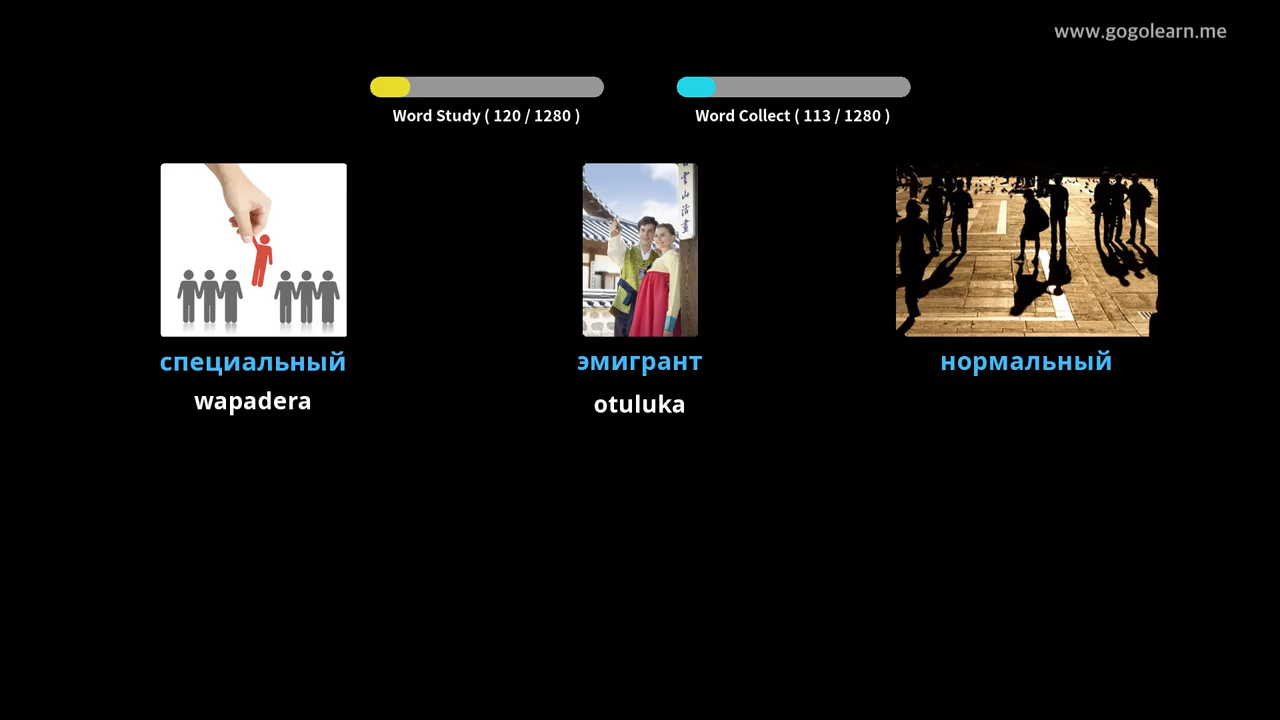 www.gogolearn.me
Word Study ( 120 / 1280 )
Word Collect ( 113 / 1280 )
специальный
эмигрант
нормальный
wapadera
otuluka